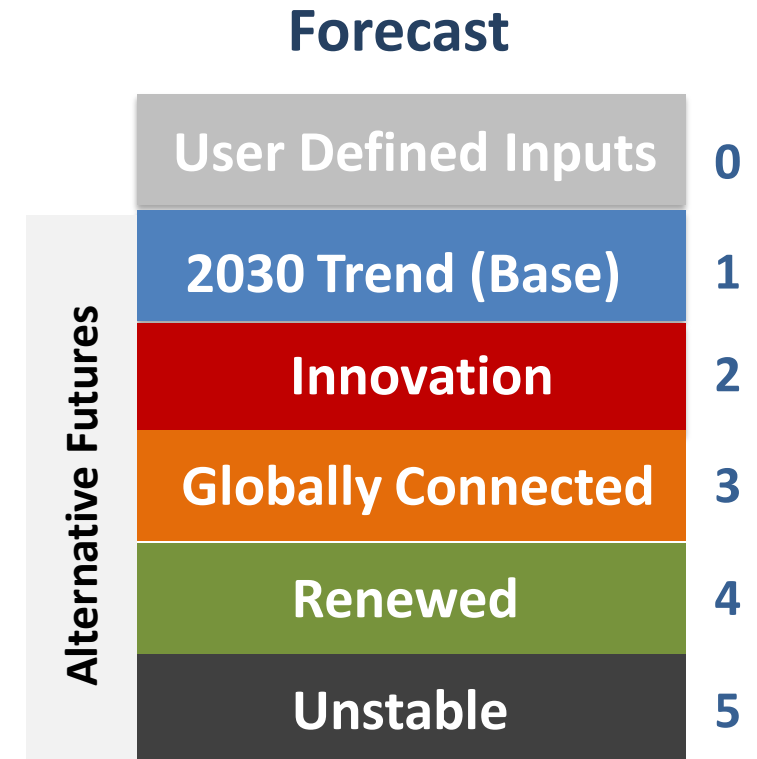 Forecast
User Defined Inputs
0
Alternative Futures
2030 Trend (Base)
1
Innovation
2
Globally Connected
3
Renewed
4
Unstable
5